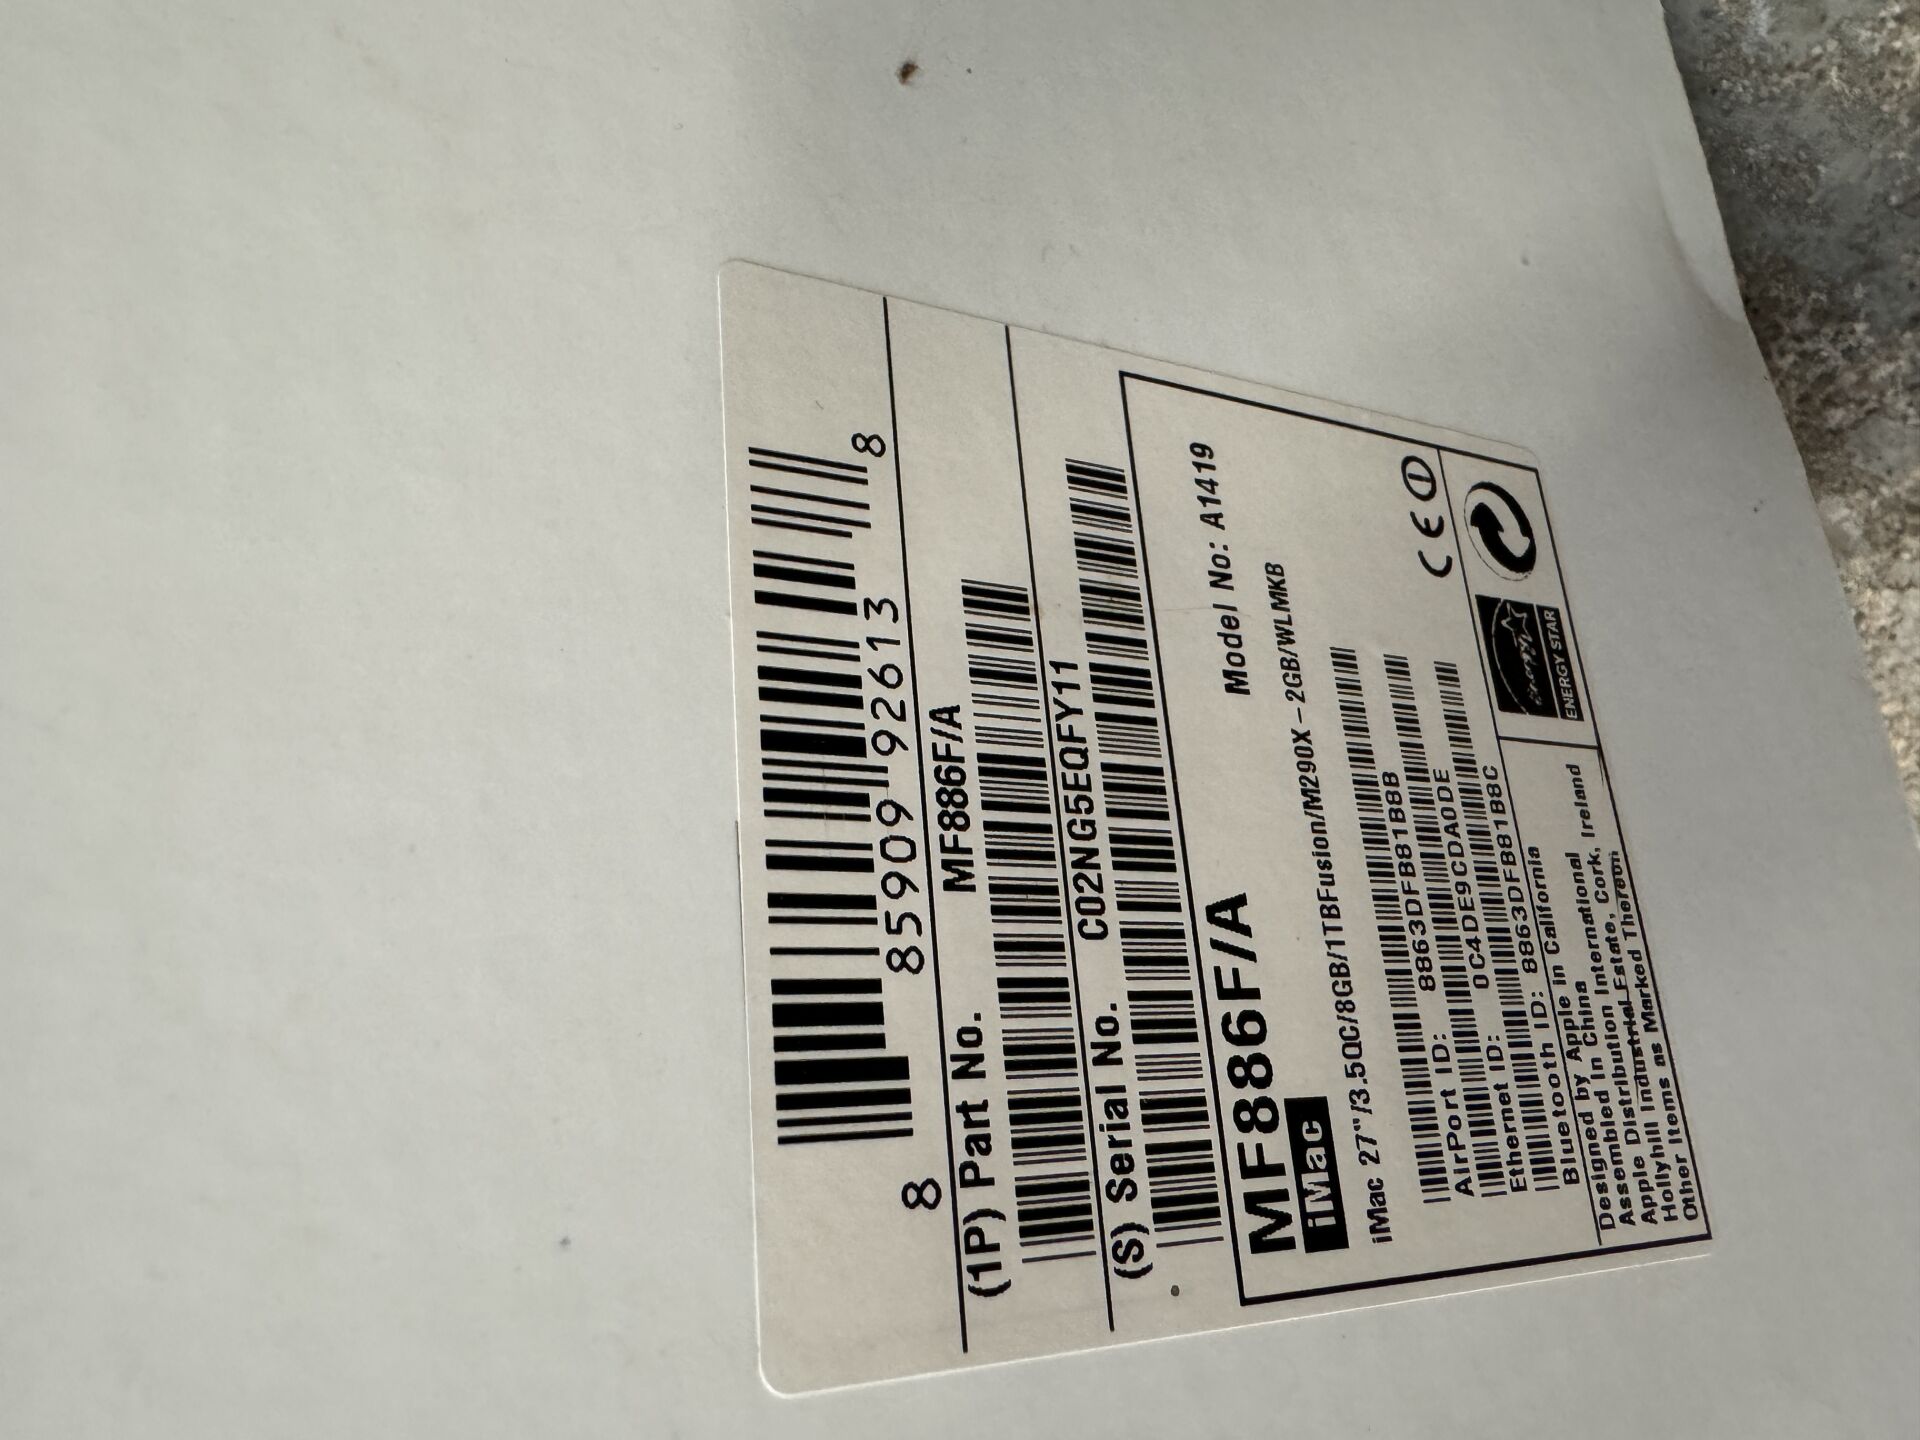 8 85909 92613 8
(1P) Part No. MF886F/A
(S) Serial No. C02NG5EQFY11
MF886F/A Model No: A1419
iMac
iMac 27"/3.5QC/8GB/1TBFusion/M290X-2GB/WLMKB
AirPort ID: 8863DFB81B8B
Ethernet ID: 0C4DE9CDA0DE
Bluetooth ID: 8863DFB81B8C
CE
Designed by Apple in California
Assembled in China
Apple Distribution International
Hollyhill Industrial Estate, Cork, Ireland
Other Items as Marked Thereon
energy
ENERGY STAR